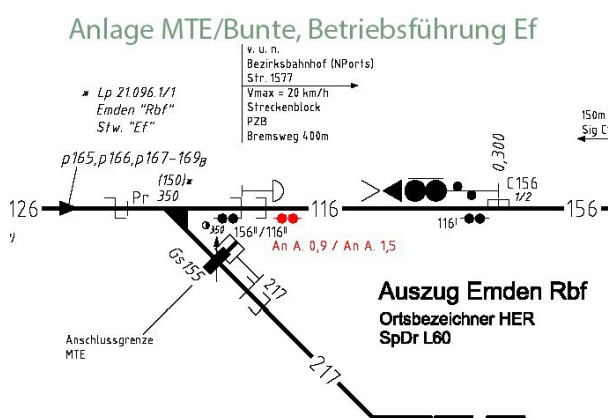 Anlage MTE/Bunte, Betriebsführung Ef
v. u. n.
Bezirksbahnhof (NPorts)
Str. 1577
Vmax = 20 km/h
Streckenblock
PZB
Bremsweg 400m
* Lp 21.096.1/1
Emden "Rbf"
Stw. "Ef"
150m
Sig
p165,p166,p167-169
(150)*
Pr 350
0,300
C156
1/2
126
116
156
350
156II/116II
116I
An A. 0,9 / An A. 1,5
Gs155
217
Anschlussgrenze
MTE
217
Auszug Emden Rbf
Ortsbezeichner HER
SpDr L60